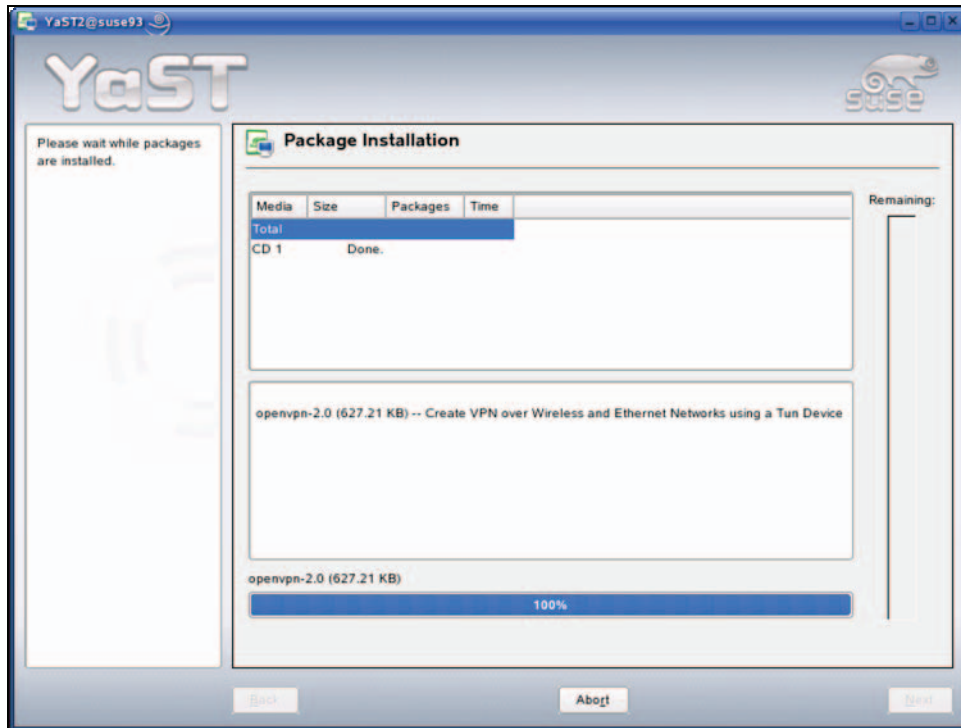 YaST2@suse93
YaST
suse
Please wait while packages
are installed.
Package Installation
Media Size Packages Time
Total
CD 1 Done.
Remaining:
openvpn-2.0 (627.21 KB) -- Create VPN over Wireless and Ethernet Networks using a Tun Device
openvpn-2.0 (627.21 KB)
100%
Back Abort Next